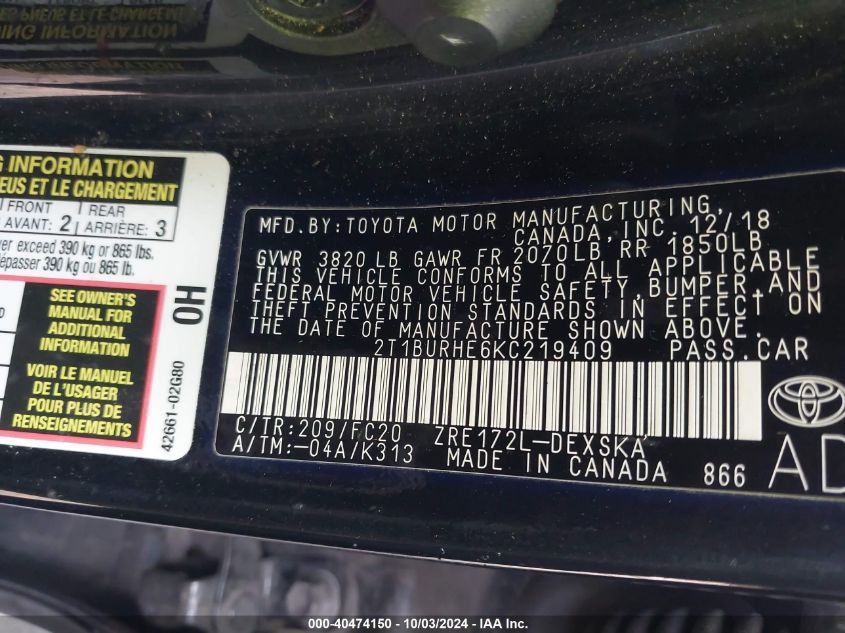 G INFORMATION
EUS ET LE CHARGEMENT
FRONT
AVANT: 2
REAR
ARRIÈRE: 3
ver exceed 390 kg or 865 lbs.
dépasser 390 kg ou 865 lb.
SEE OWNER'S
MANUAL FOR
ADDITIONAL
INFORMATION
VOIR LE MANUEL
DE L'USAGER
POUR PLUS DE
RENSEIGNEMENTS
OH
42661-02G80
MFD. BY: TOYOTA MOTOR MANUFACTURING,
CANADA, INC. 12/18
GVWR 3820 LB GAWR FR 2070LB, RR 1850LB
THIS VEHICLE CONFORMS TO ALL APPLICABLE
FEDERAL MOTOR VEHICLE SAFETY, BUMPER, AND
THEFT PREVENTION STANDARDS IN EFFECT ON
THE DATE OF MANUFACTURE SHOWN ABOVE.
2T1BURHE6KC219409 PASS. CAR
C/TR: 209/FC20 ZRE172L-DEXSKA
A/TM: -04A/K313 MADE IN CANADA 866
AD
000-40474150 - 10/03/2024 - IAA Inc.